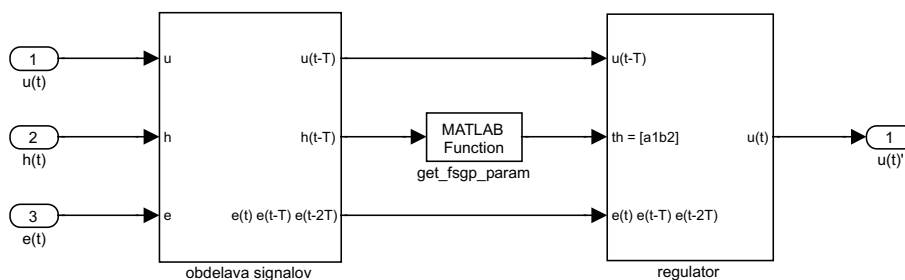 1
u(t)
2
h(t)
3
e(t)
u
h
e
u(t-T)
h(t-T)
e(t) e(t-T) e(t-2T)
obdelava signalov
MATLAB
Function
get_fsgp_param
u(t-T)
th = [a1b2]
e(t) e(t-T) e(t-2T)
u(t)
regulator
1
u(t)'